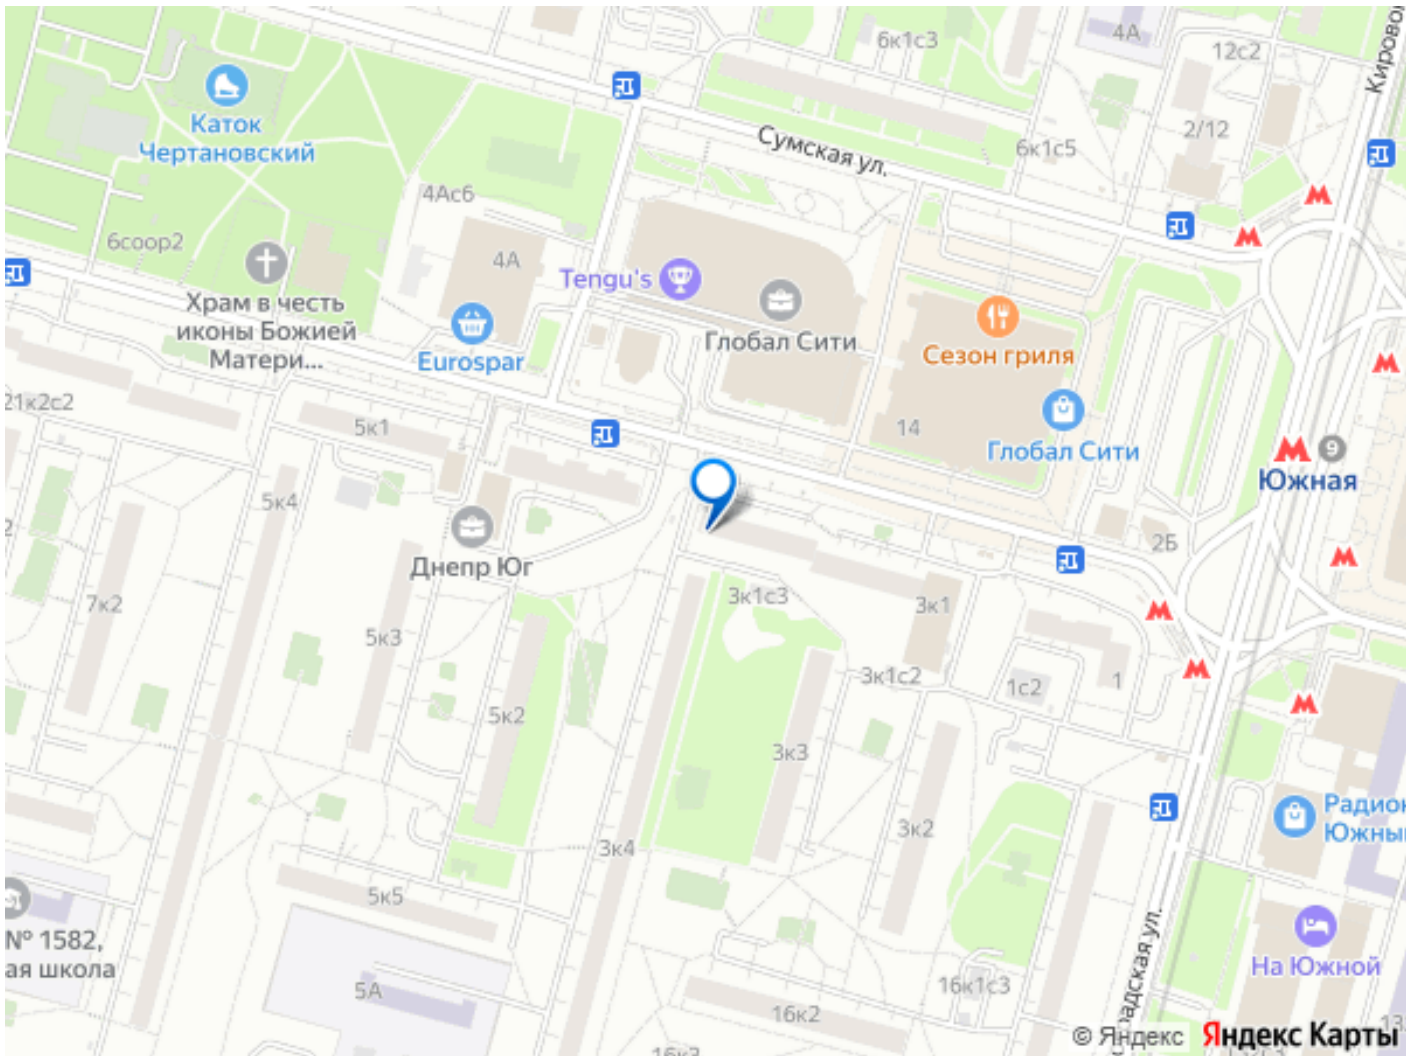 6к1с3
4А
12с2
Кирово
Каток
Чертановский
Сумская ул.
6к1с5
2/12
4Ас6
6соор2
4А
Tengu's
Храм в честь
иконы Божией
Матери...
Eurospar
Глобал Сити
Сезон гриля
21к2с2
5к1
14
Глобал Сити
9
Южная
5к4
Днепр Юг
2Б
7к2
5к3
3к1с3
3к1
3к1с2
1с2
1
5к2
3к3
3к2
3к4
Радио
Южны
5к5
№ 1582,
ая школа
5А
16к2
16к1с3
адская ул.
На Южной
16к3
© Яндекс
Яндекс Карты